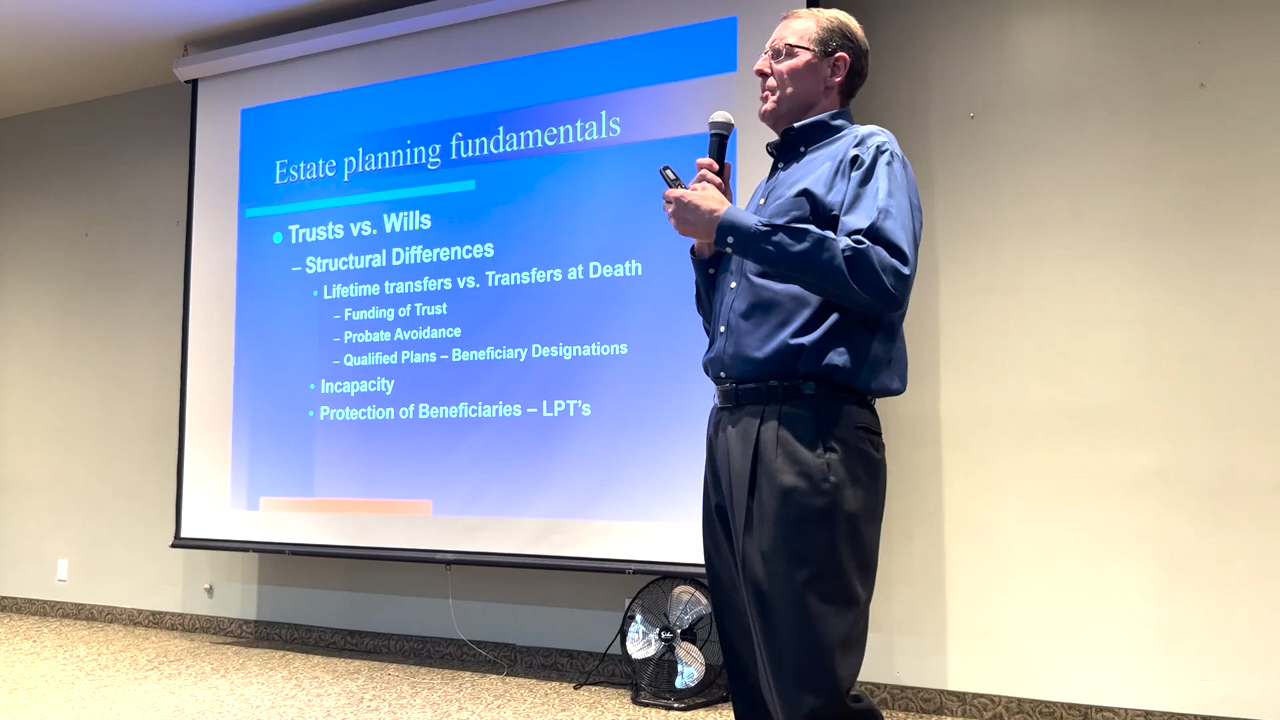 Estate planning fundamentals
• Trusts vs. Wills
– Structural Differences
• Lifetime transfers vs. Transfers at Death
– Funding of Trust
– Probate Avoidance
– Qualified Plans – Beneficiary Designations
• Incapacity
• Protection of Beneficiaries – LPT's